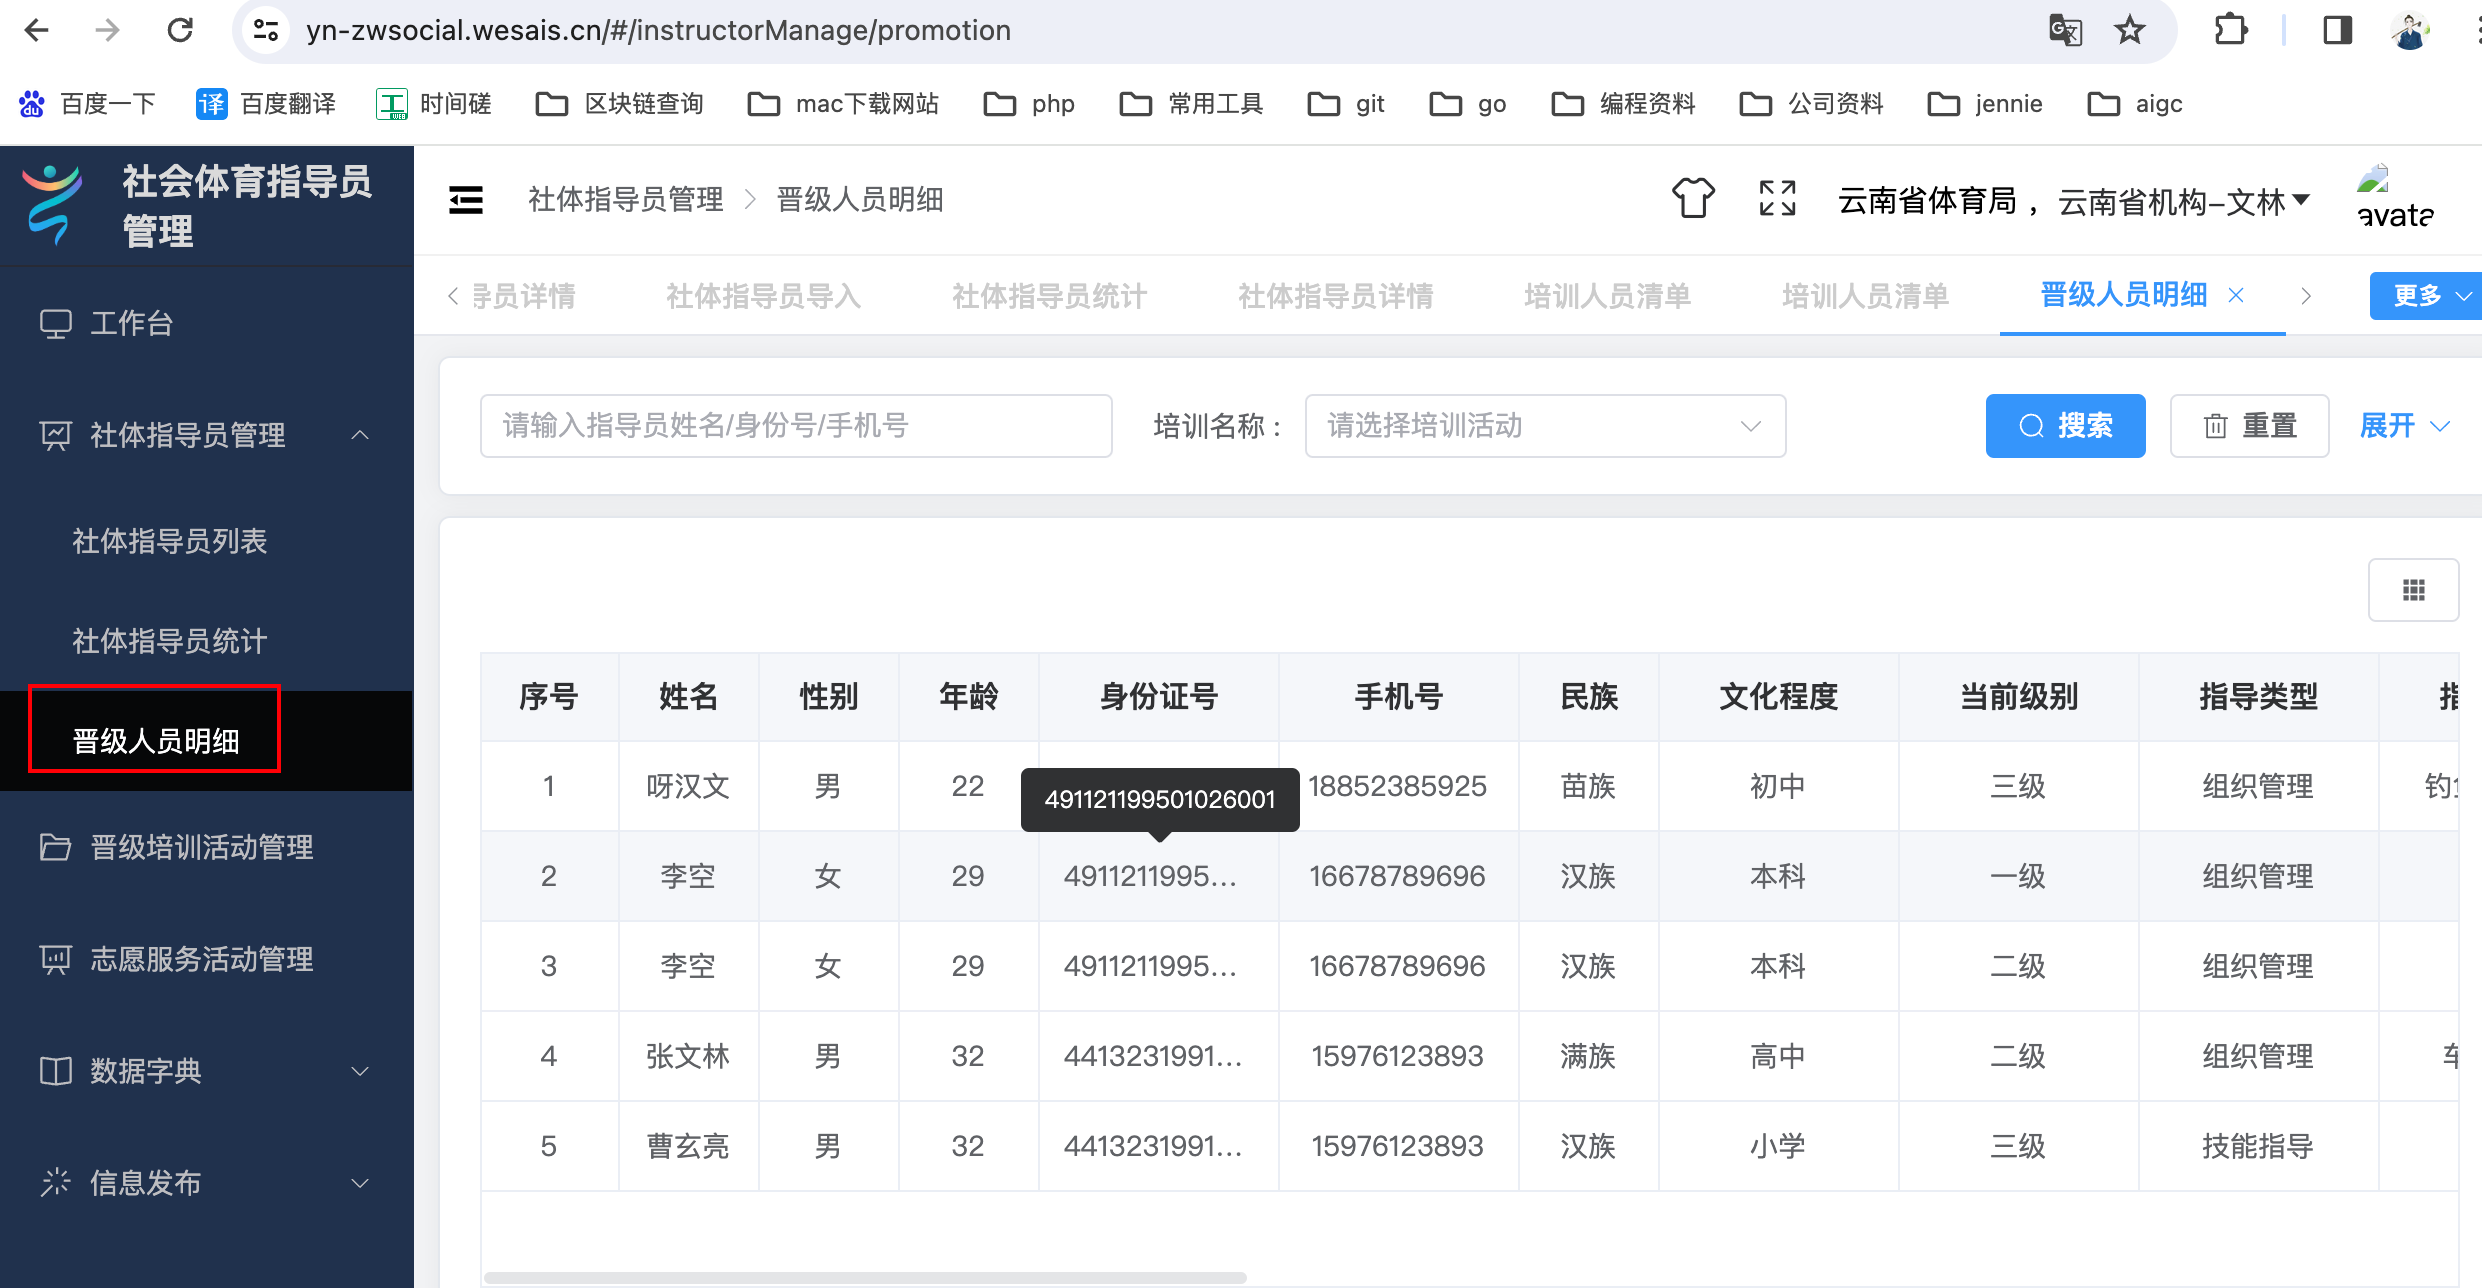 yn-zwsocial.wesais.cn/#/instructorManage/promotion
百度一下 百度翻译 时间磋 区块链查询 mac下载网站 php 常用工具 git go 编程资料 公司资料 jennie aigc
社会体育指导员
管理
工作台
社体指导员管理
社体指导员列表
社体指导员统计
晋级人员明细
晋级培训活动管理
志愿服务活动管理
数据字典
信息发布
社体指导员管理 > 晋级人员明细
云南省体育局 , 云南省机构-文林
avata
导员详情 社体指导员导入 社体指导员统计 社体指导员详情 培训人员清单 培训人员清单 晋级人员明细 更多
请输入指导员姓名/身份号/手机号 培训名称: 请选择培训活动 搜索 重置 展开
序号 姓名 性别 年龄 身份证号 手机号 民族 文化程度 当前级别 指导类型 指
1 呀汉文 男 22 18852385925 苗族 初中 三级 组织管理 钓
491121199501026001
2 李空 女 29 4911211995... 16678789696 汉族 本科 一级 组织管理
3 李空 女 29 4911211995... 16678789696 汉族 本科 二级 组织管理
4 张文林 男 32 4413231991... 15976123893 满族 高中 二级 组织管理
5 曹玄亮 男 32 4413231991... 15976123893 汉族 小学 三级 技能指导